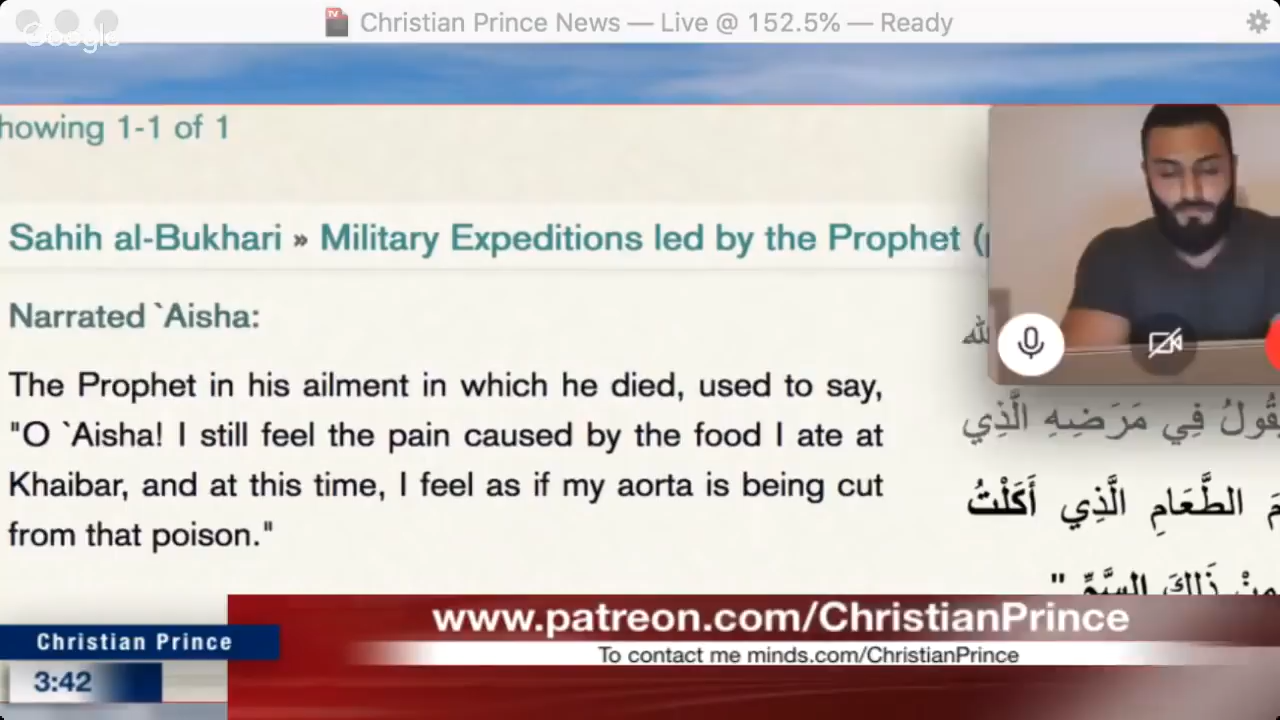 Christian Prince News — Live @ 152.5% — Ready
Google
howing 1-1 of 1
Sahih al-Bukhari » Military Expeditions led by the Prophet (
Narrated `Aisha:
The Prophet in his ailment in which he died, used to say,
"O `Aisha! I still feel the pain caused by the food I ate at
Khaibar, and at this time, I feel as if my aorta is being cut
from that poison."
يَقُولُ فِي مَرَضِهِ الَّذِي
الطَّعَامِ الَّذِي أَكَلْتُ
ذَلِكَ السَّمِّ "
www.patreon.com/ChristianPrince
To contact me minds.com/ChristianPrince
Christian Prince
3:42